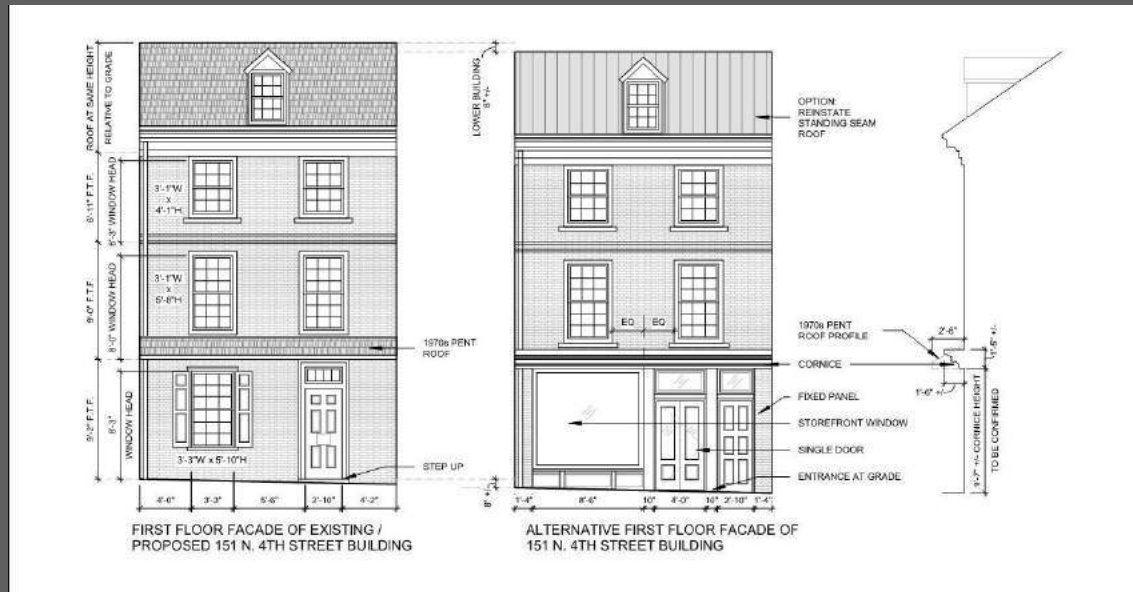 ROOF AT SAME HEIGHT
RELATIVE TO GRADE
6'-3" WINDOW HEAD
3'-1"W
x
4'-1"H
9'-0" F.T.F.
8'-0" WINDOW HEAD
3'-1"W
x
5'-8"H
9'-2" F.T.F.
WINDOW HEAD
3'-3"W x 5'-10"H
1970s PENT
ROOF
STEP UP
4'-0"
3'-3"
5'-6"
2'-10"
4'-2"
FIRST FLOOR FACADE OF EXISTING /
PROPOSED 151 N. 4TH STREET BUILDING
LOWER BUILDING
8" +/-
8" +/-
OPTION:
REINSTATE
STANDING SEAM
ROOF
EQ
EQ
CORNICE
FIXED PANEL
STOREFRONT WINDOW
SINGLE DOOR
ENTRANCE AT GRADE
1'-4"
8'-6"
10"
4'-0"
10"
2'-10"
1'-4"
ALTERNATIVE FIRST FLOOR FACADE OF
151 N. 4TH STREET BUILDING
1970s PENT
ROOF PROFILE
2'-6"
1'-5" +/-
1'-6" +/-
+/- CORNICE HEIGHT
TO BE CONFIRMED